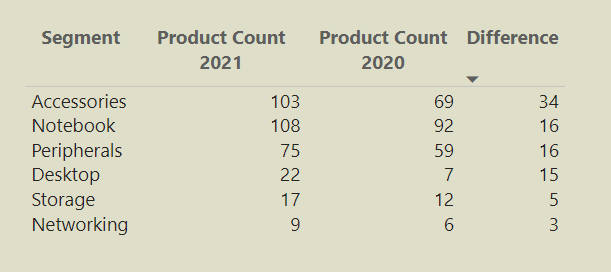 Segment Product Count 2021 Product Count 2020 Difference
Accessories 103 69 34
Notebook 108 92 16
Peripherals 75 59 16
Desktop 22 7 15
Storage 17 12 5
Networking 9 6 3